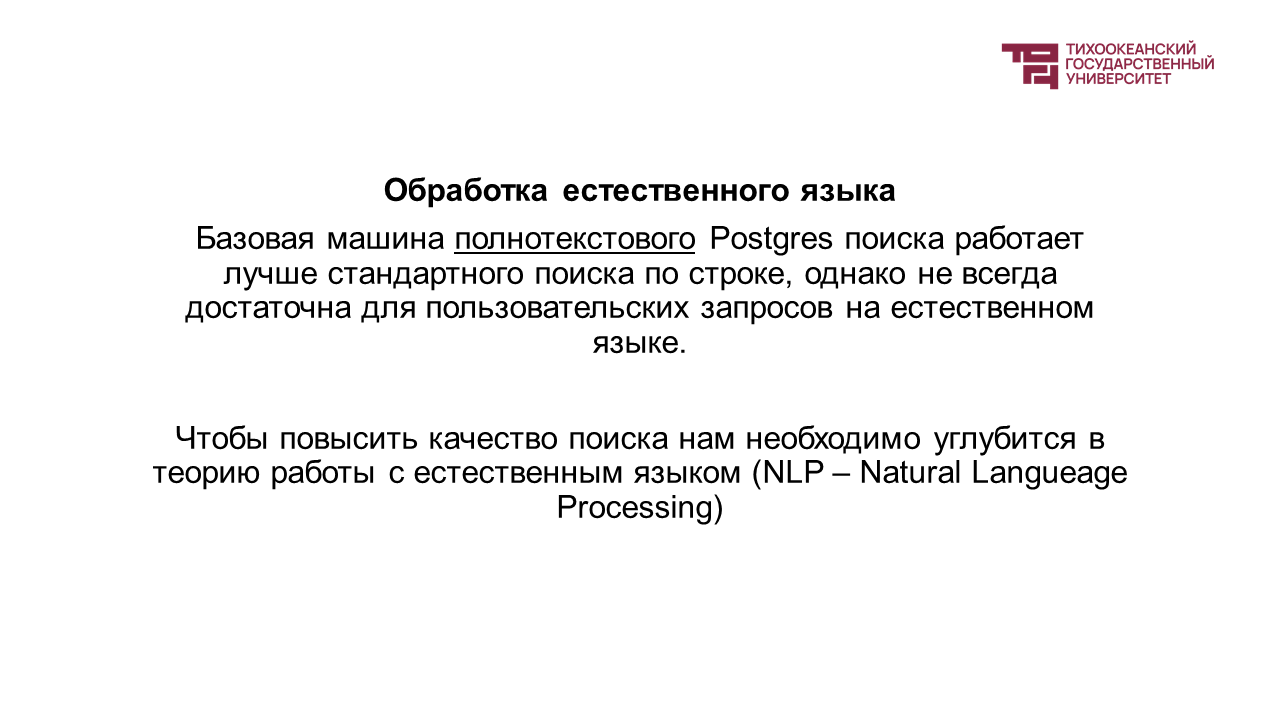 ТИХООКЕАНСКИЙ
ГОСУДАРСТВЕННЫЙ
УНИВЕРСИТЕТ
Обработка естественного языка
Базовая машина полнотекстового Postgres поиска работает
лучше стандартного поиска по строке, однако не всегда
достаточна для пользовательских запросов на естественном
языке.
Чтобы повысить качество поиска нам необходимо углубится в
теорию работы с естественным языком (NLP – Natural Langueage
Processing)